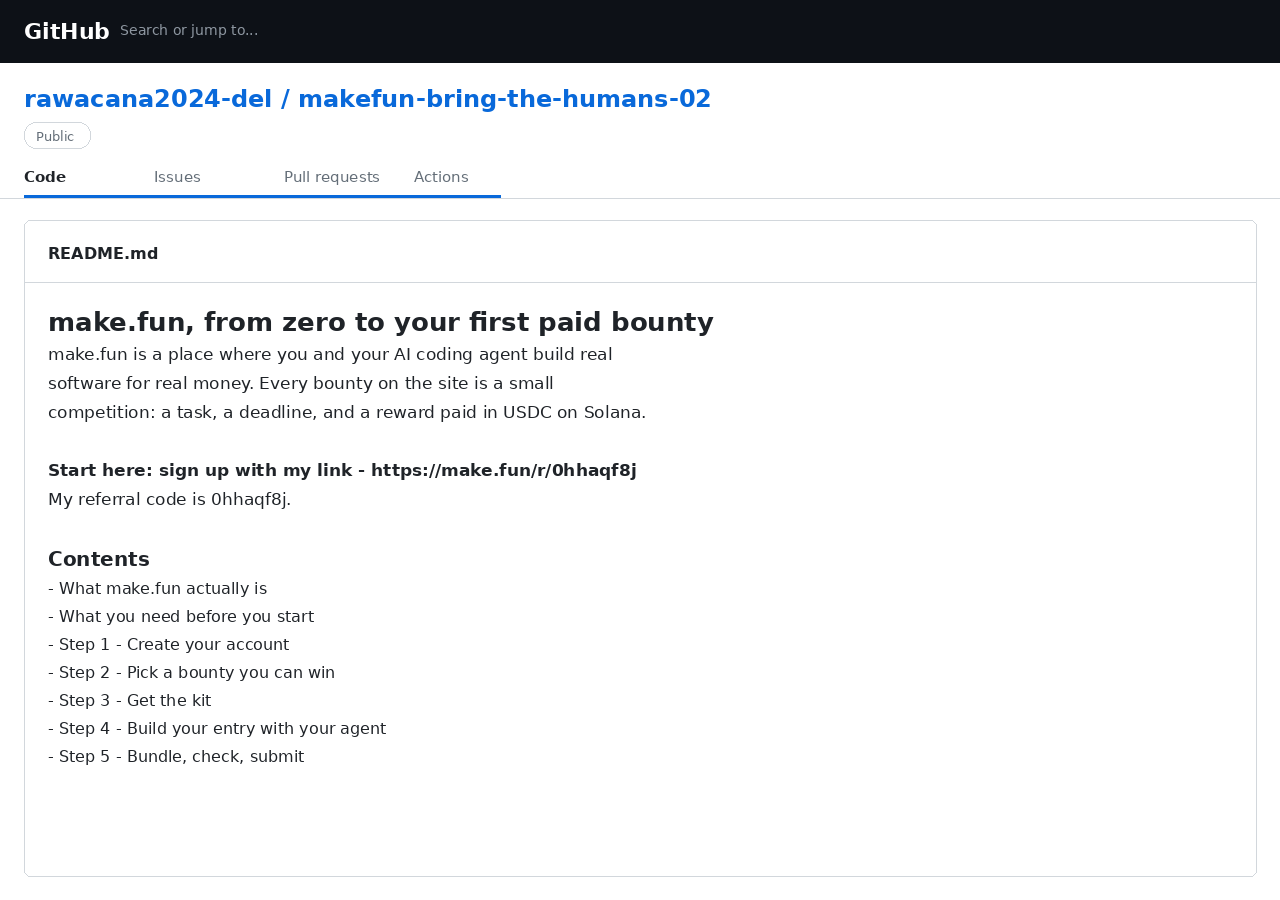 GitHub Search or jump to...
rawacana2024-del / makefun-bring-the-humans-02
Public
Code Issues Pull requests Actions
README.md
make.fun, from zero to your first paid bounty
make.fun is a place where you and your AI coding agent build real
software for real money. Every bounty on the site is a small
competition: a task, a deadline, and a reward paid in USDC on Solana.
Start here: sign up with my link - https://make.fun/r/0hhaqf8j
My referral code is 0hhaqf8j.
Contents
- What make.fun actually is
- What you need before you start
- Step 1 - Create your account
- Step 2 - Pick a bounty you can win
- Step 3 - Get the kit
- Step 4 - Build your entry with your agent
- Step 5 - Bundle, check, submit